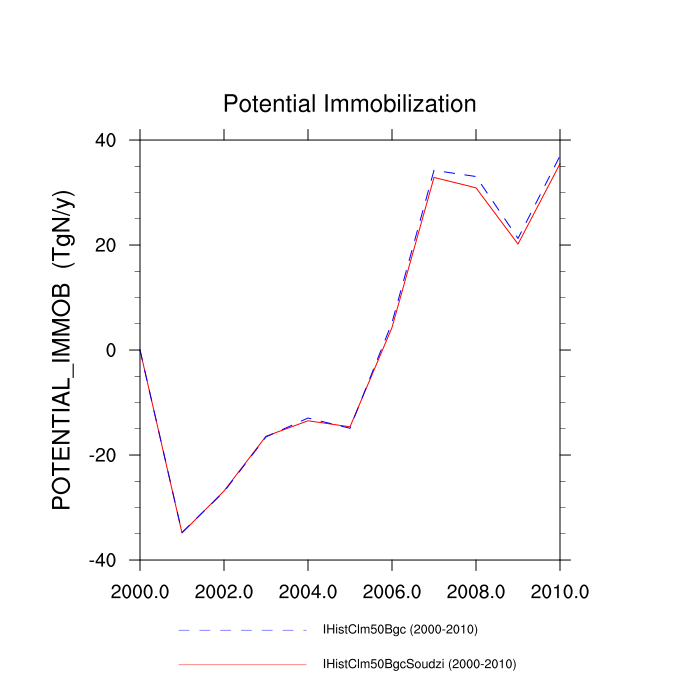 Potential Immobilization
POTENTIAL_IMMOB (TgN/y)
40
20
0
-20
-40
2000.0 2002.0 2004.0 2006.0 2008.0 2010.0
IHistClm50Bgc (2000-2010)
IHistClm50BgcSoudzi (2000-2010)